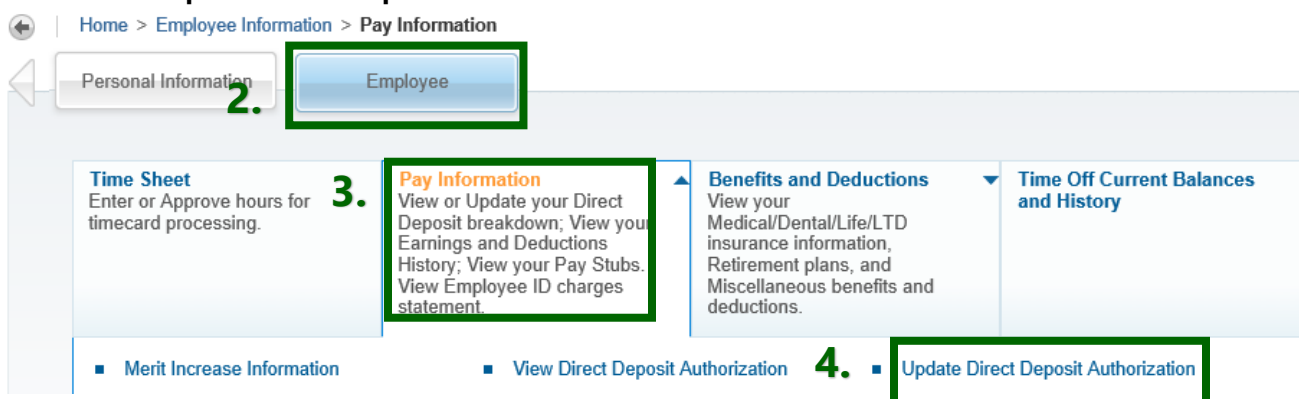 Home > Employee Information > Pay Information
Personal Information
2.
Employee
Time Sheet
Enter or Approve hours for
timecard processing.
3.
Pay Information
View or Update your Direct
Deposit breakdown; View your
Earnings and Deductions
History; View your Pay Stubs.
View Employee ID charges
statement.
Benefits and Deductions
View your
Medical/Dental/Life/LTD
insurance information,
Retirement plans, and
Miscellaneous benefits and
deductions.
Time Off Current Balances
and History
Merit Increase Information
View Direct Deposit Authorization
4.
Update Direct Deposit Authorization